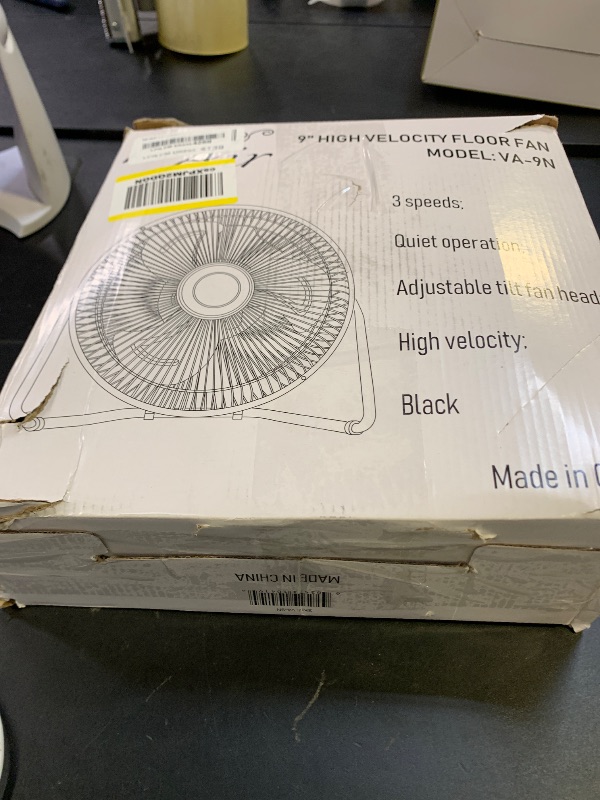 9" HIGH VELOCITY FLOOR FAN
MODEL: VA-9N
3 speeds:
Quiet operation
Adjustable tilt fan head
High velocity:
Black
Made in
MADE IN CHINA